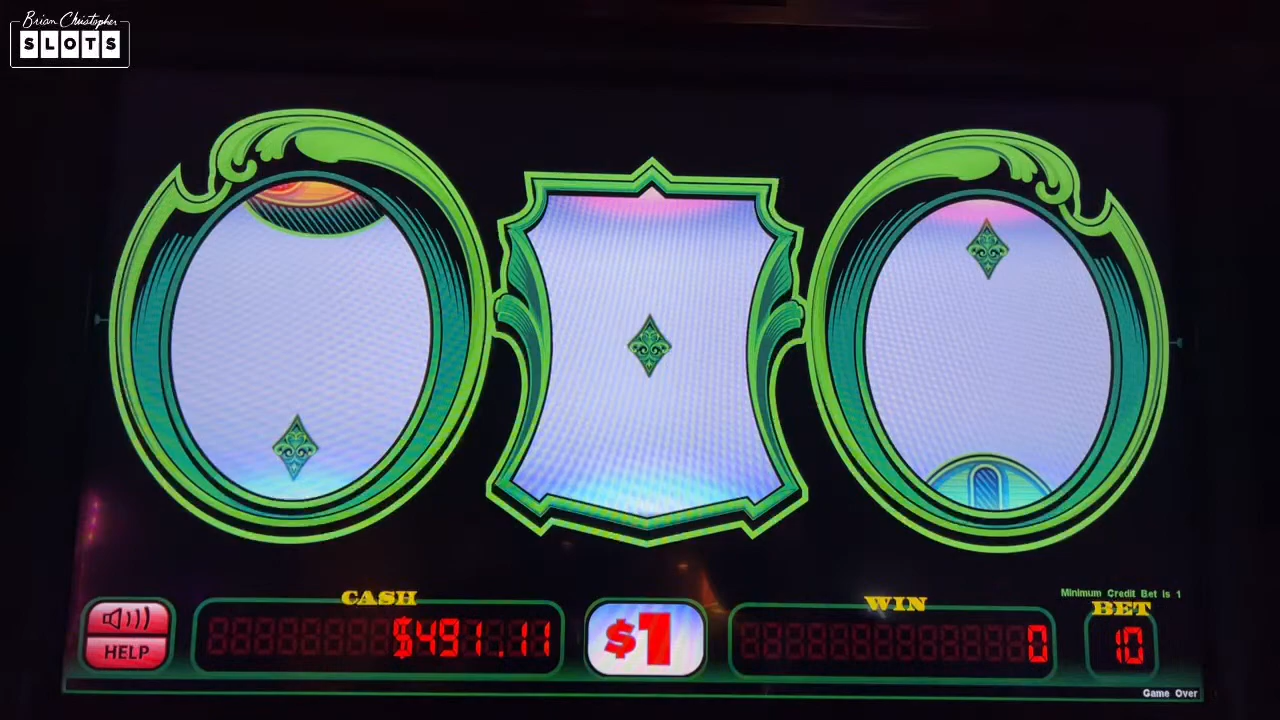 Brian Christopher
SLOTS
CASH
WIN
Minimum Credit Bet is 1
BET
$491.11
$1
0
10
HELP
Game Over